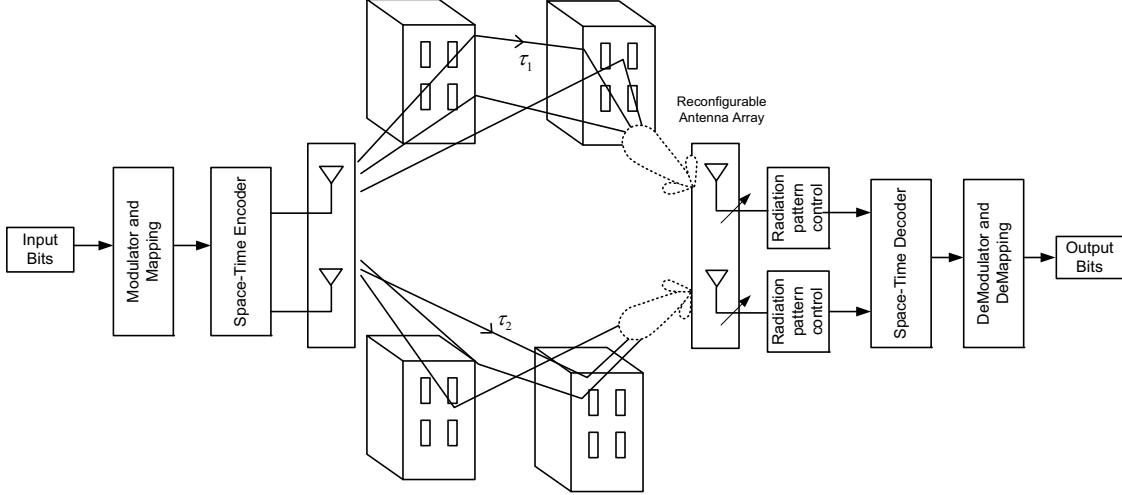 Input
Bits
Modulator and
Mapping
Space-Time Encoder
τ₁
τ₂
Reconfigurable
Antenna Array
Radiation
pattern
control
Radiation
pattern
control
Space-Time Decoder
DeModulator and
DeMapping
Output
Bits